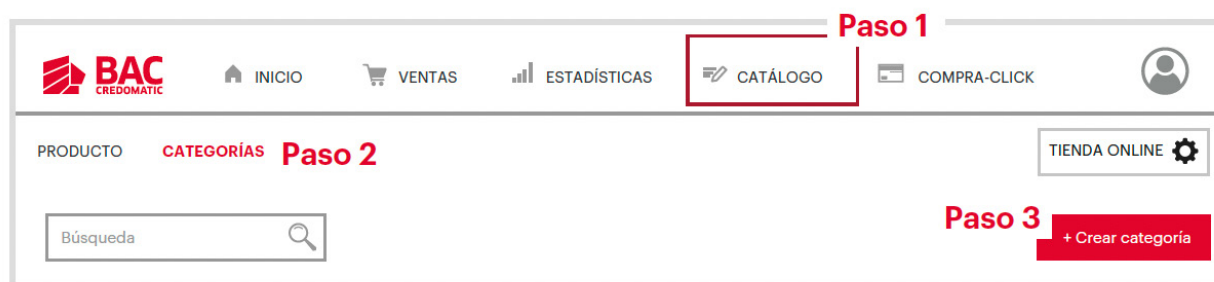 Paso 1
BAC
CREDOMATIC
INICIO
VENTAS
ESTADÍSTICAS
CATÁLOGO
COMPRA-CLICK
PRODUCTO
CATEGORÍAS
Paso 2
TIENDA ONLINE
Búsqueda
Paso 3
+ Crear categoría